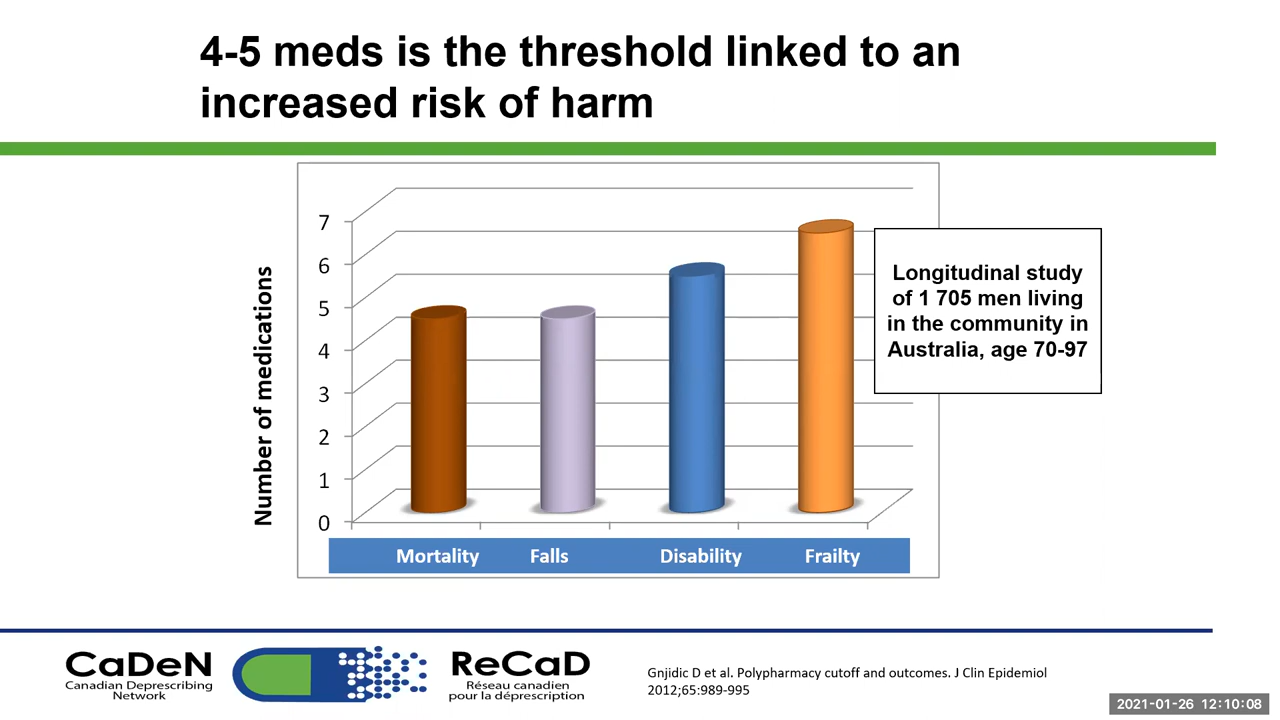 4-5 meds is the threshold linked to an
increased risk of harm
Number of medications
7
6
5
4
3
2
1
0
Mortality Falls Disability Frailty
Longitudinal study
of 1 705 men living
in the community in
Australia, age 70-97
CaDeN
Canadian Deprescribing
Network
ReCaD
Réseau canadien
pour la déprescription
Gnjidic D et al. Polypharmacy cutoff and outcomes. J Clin Epidemiol
2012;65:989-995
2021-01-26 12:10:08